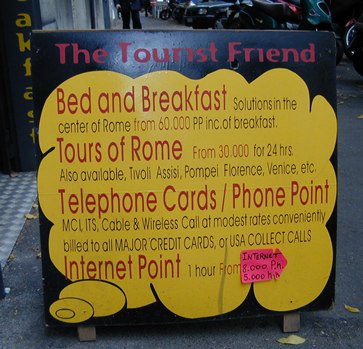 The Tourist Friend
Bed and Breakfast Solutions in the
center of Rome from 60.000 PP inc.of breakfast.
Tours of Rome From 30.000 for 24 hrs.
Also available, Tivoli Assisi, Pompei Florence, Venice, etc.
Telephone Cards / Phone Point
MCI, ITS, Cable & Wireless Call at modest rates conveniently
billed to all MAJOR CREDIT CARDS, or USA COLLECT CALLS
Internet Point 1 hour From
INTERNET
8.000 P.H.
5.000